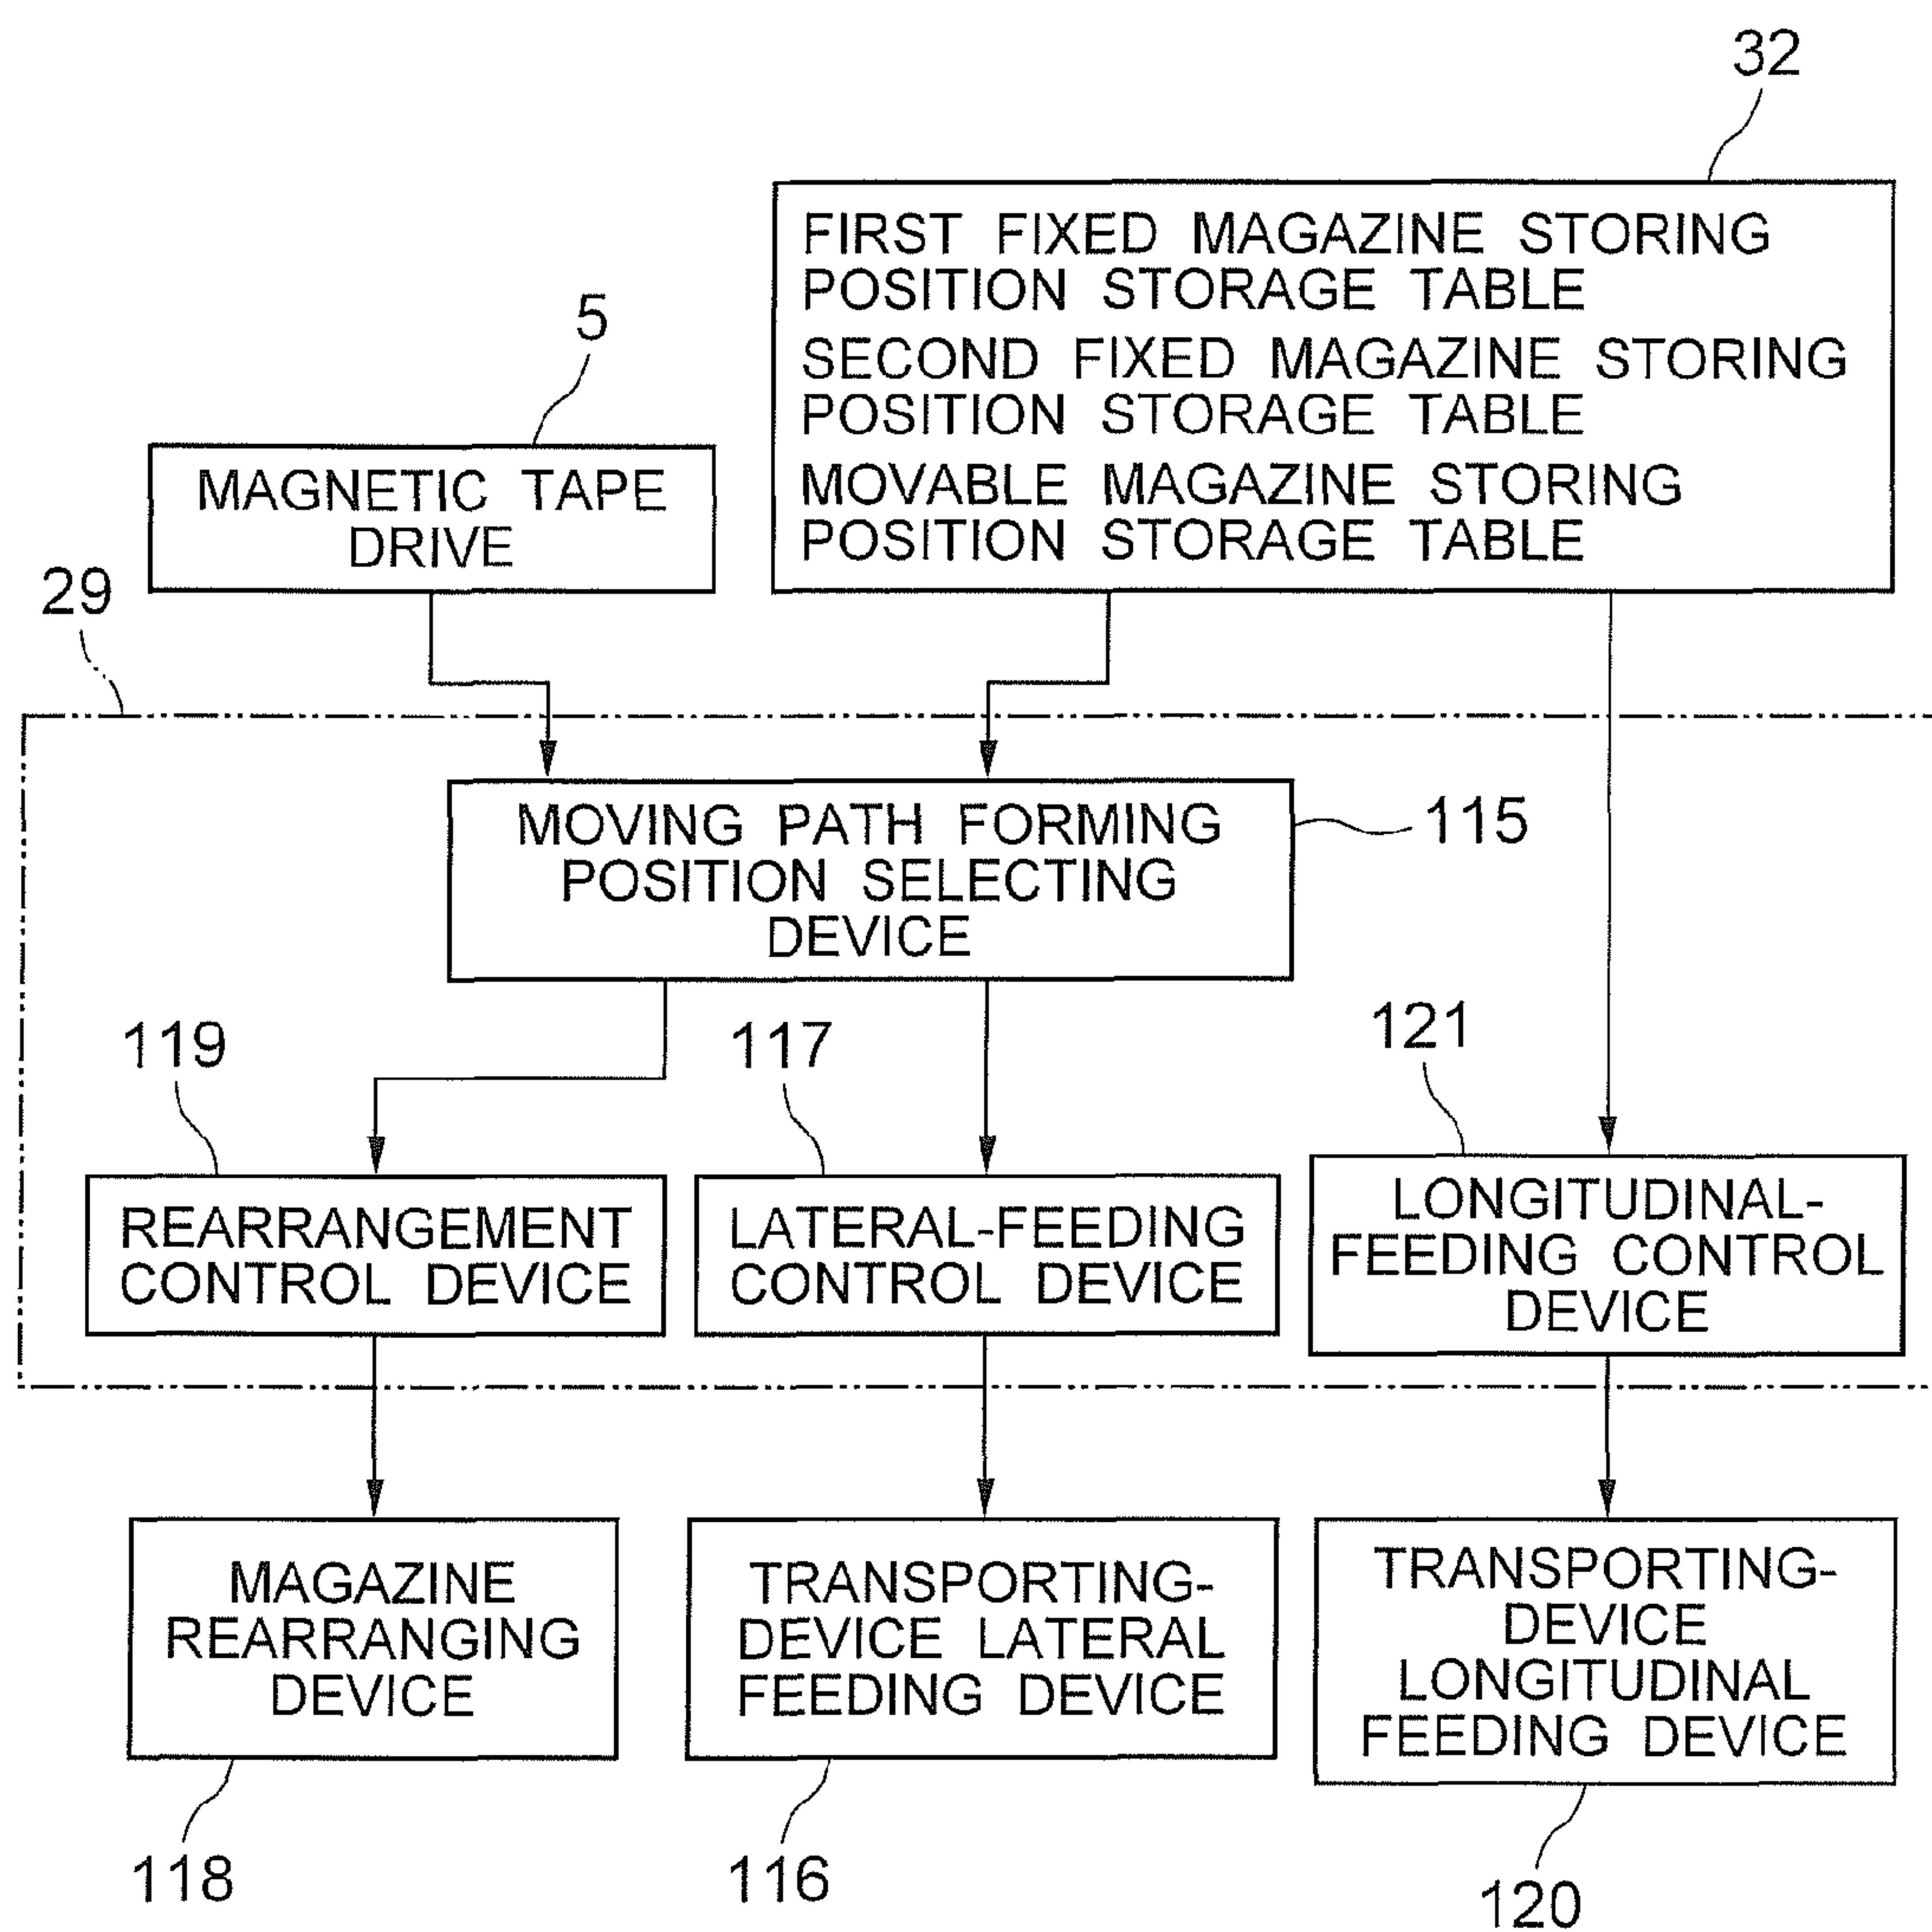 32
FIRST FIXED MAGAZINE STORING
POSITION STORAGE TABLE
SECOND FIXED MAGAZINE STORING
POSITION STORAGE TABLE
MOVABLE MAGAZINE STORING
POSITION STORAGE TABLE
5
MAGNETIC TAPE
DRIVE
29
MOVING PATH FORMING
POSITION SELECTING
DEVICE
115
119
117
121
REARRANGEMENT
CONTROL DEVICE
LATERAL-FEEDING
CONTROL DEVICE
LONGITUDINAL-
FEEDING CONTROL
DEVICE
MAGAZINE
REARRANGING
DEVICE
TRANSPORTING-
DEVICE LATERAL
FEEDING DEVICE
TRANSPORTING-
DEVICE
LONGITUDINAL
FEEDING DEVICE
118
116
120